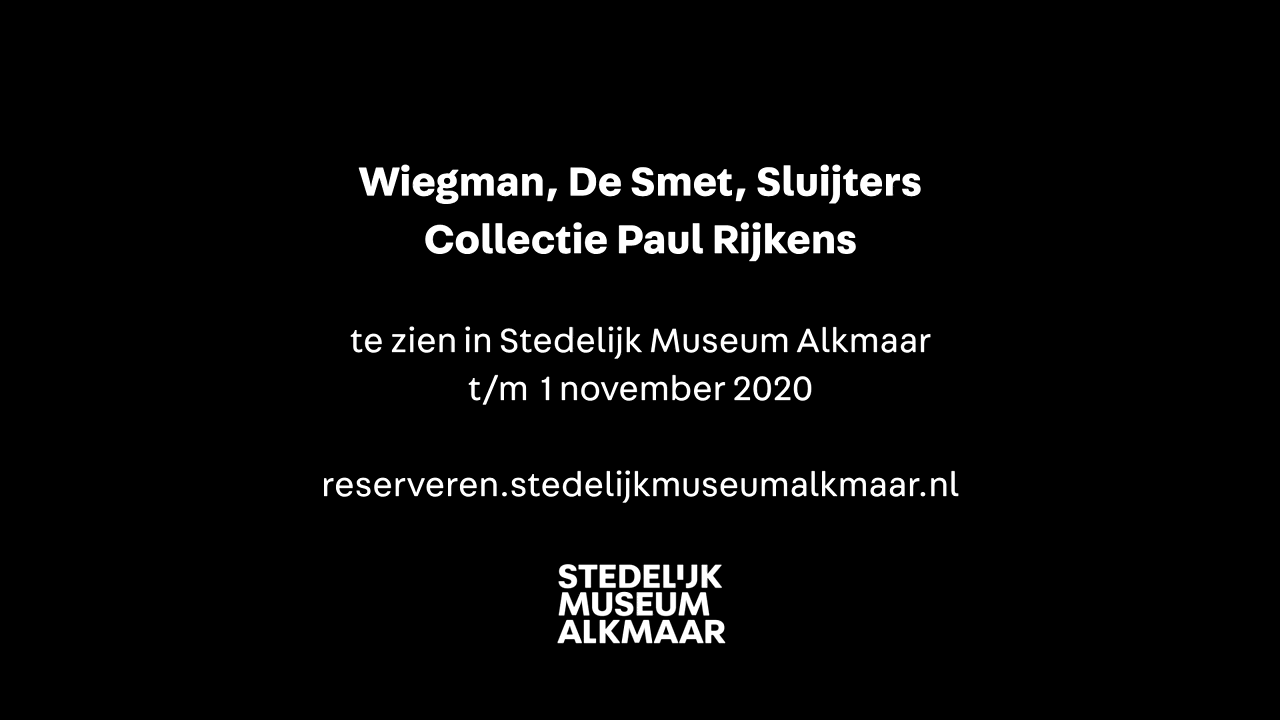 Wiegman, De Smet, Sluijters
Collectie Paul Rijkens
te zien in Stedelijk Museum Alkmaar
t/m 1 november 2020
reserveren.stedelijkmuseumalkmaar.nl
STEDELIJK
MUSEUM
ALKMAAR